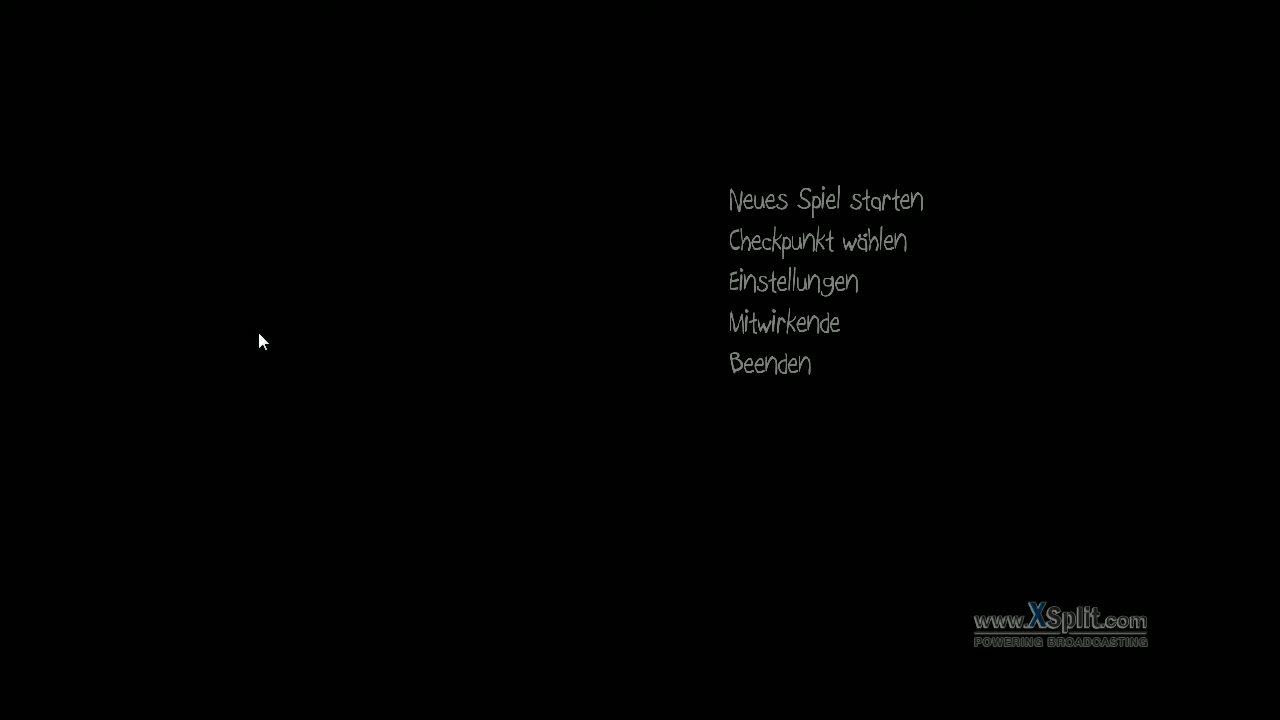 Neues Spiel starten
Checkpunkt wählen
Einstellungen
Mitwirkende
Beenden
www.XSplit.com
POWERING BROADCASTING